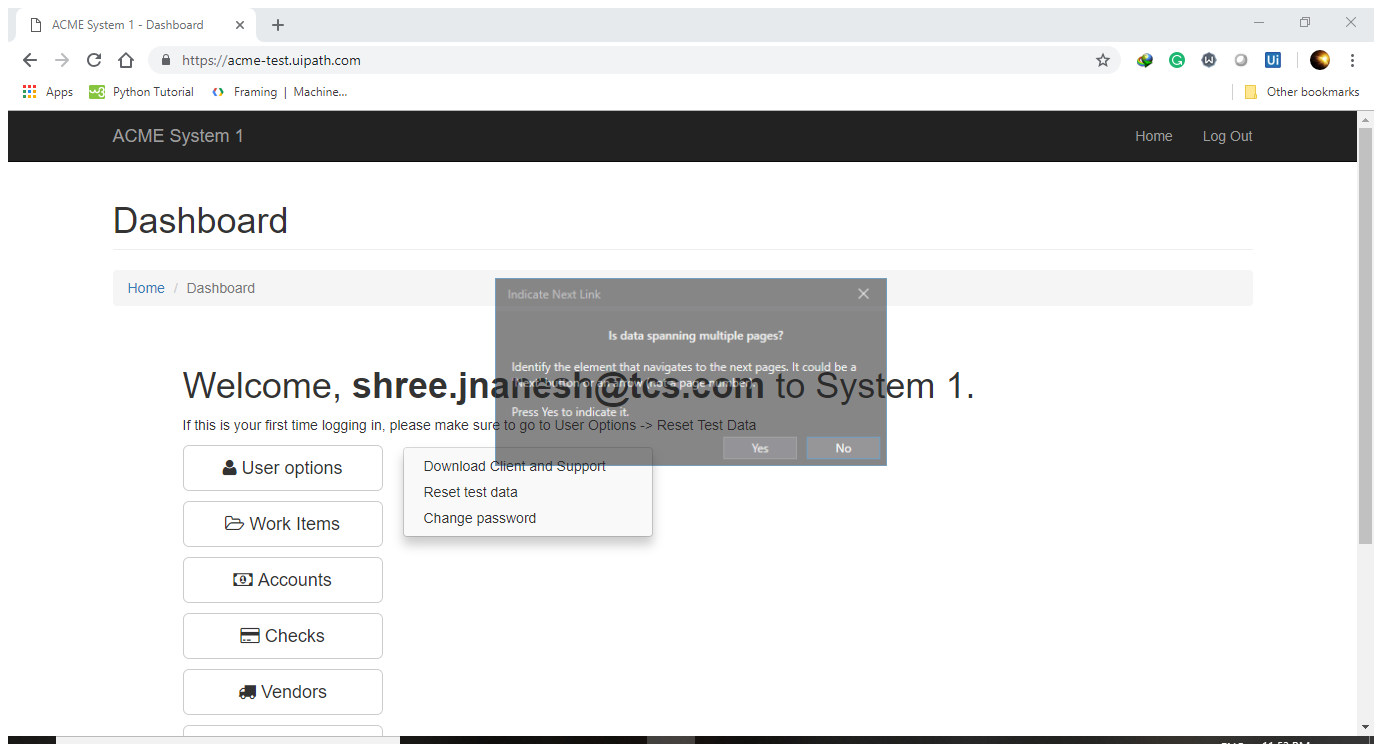 ACME System 1 - Dashboard
https://acme-test.uipath.com
Apps
Python Tutorial
Framing | Machine...
Other bookmarks
ACME System 1
Home
Log Out
Dashboard
Home / Dashboard
Indicate Next Link
Is data spanning multiple pages?
Identify the element that navigates to the next pages. It could be a
'Next' button or an arrow (not a page number).
Press Yes to indicate it.
Yes
No
Welcome, shree.jnanesh@tcs.com to System 1.
If this is your first time logging in, please make sure to go to User Options -> Reset Test Data
User options
Download Client and Support
Reset test data
Change password
Work Items
Accounts
Checks
Vendors